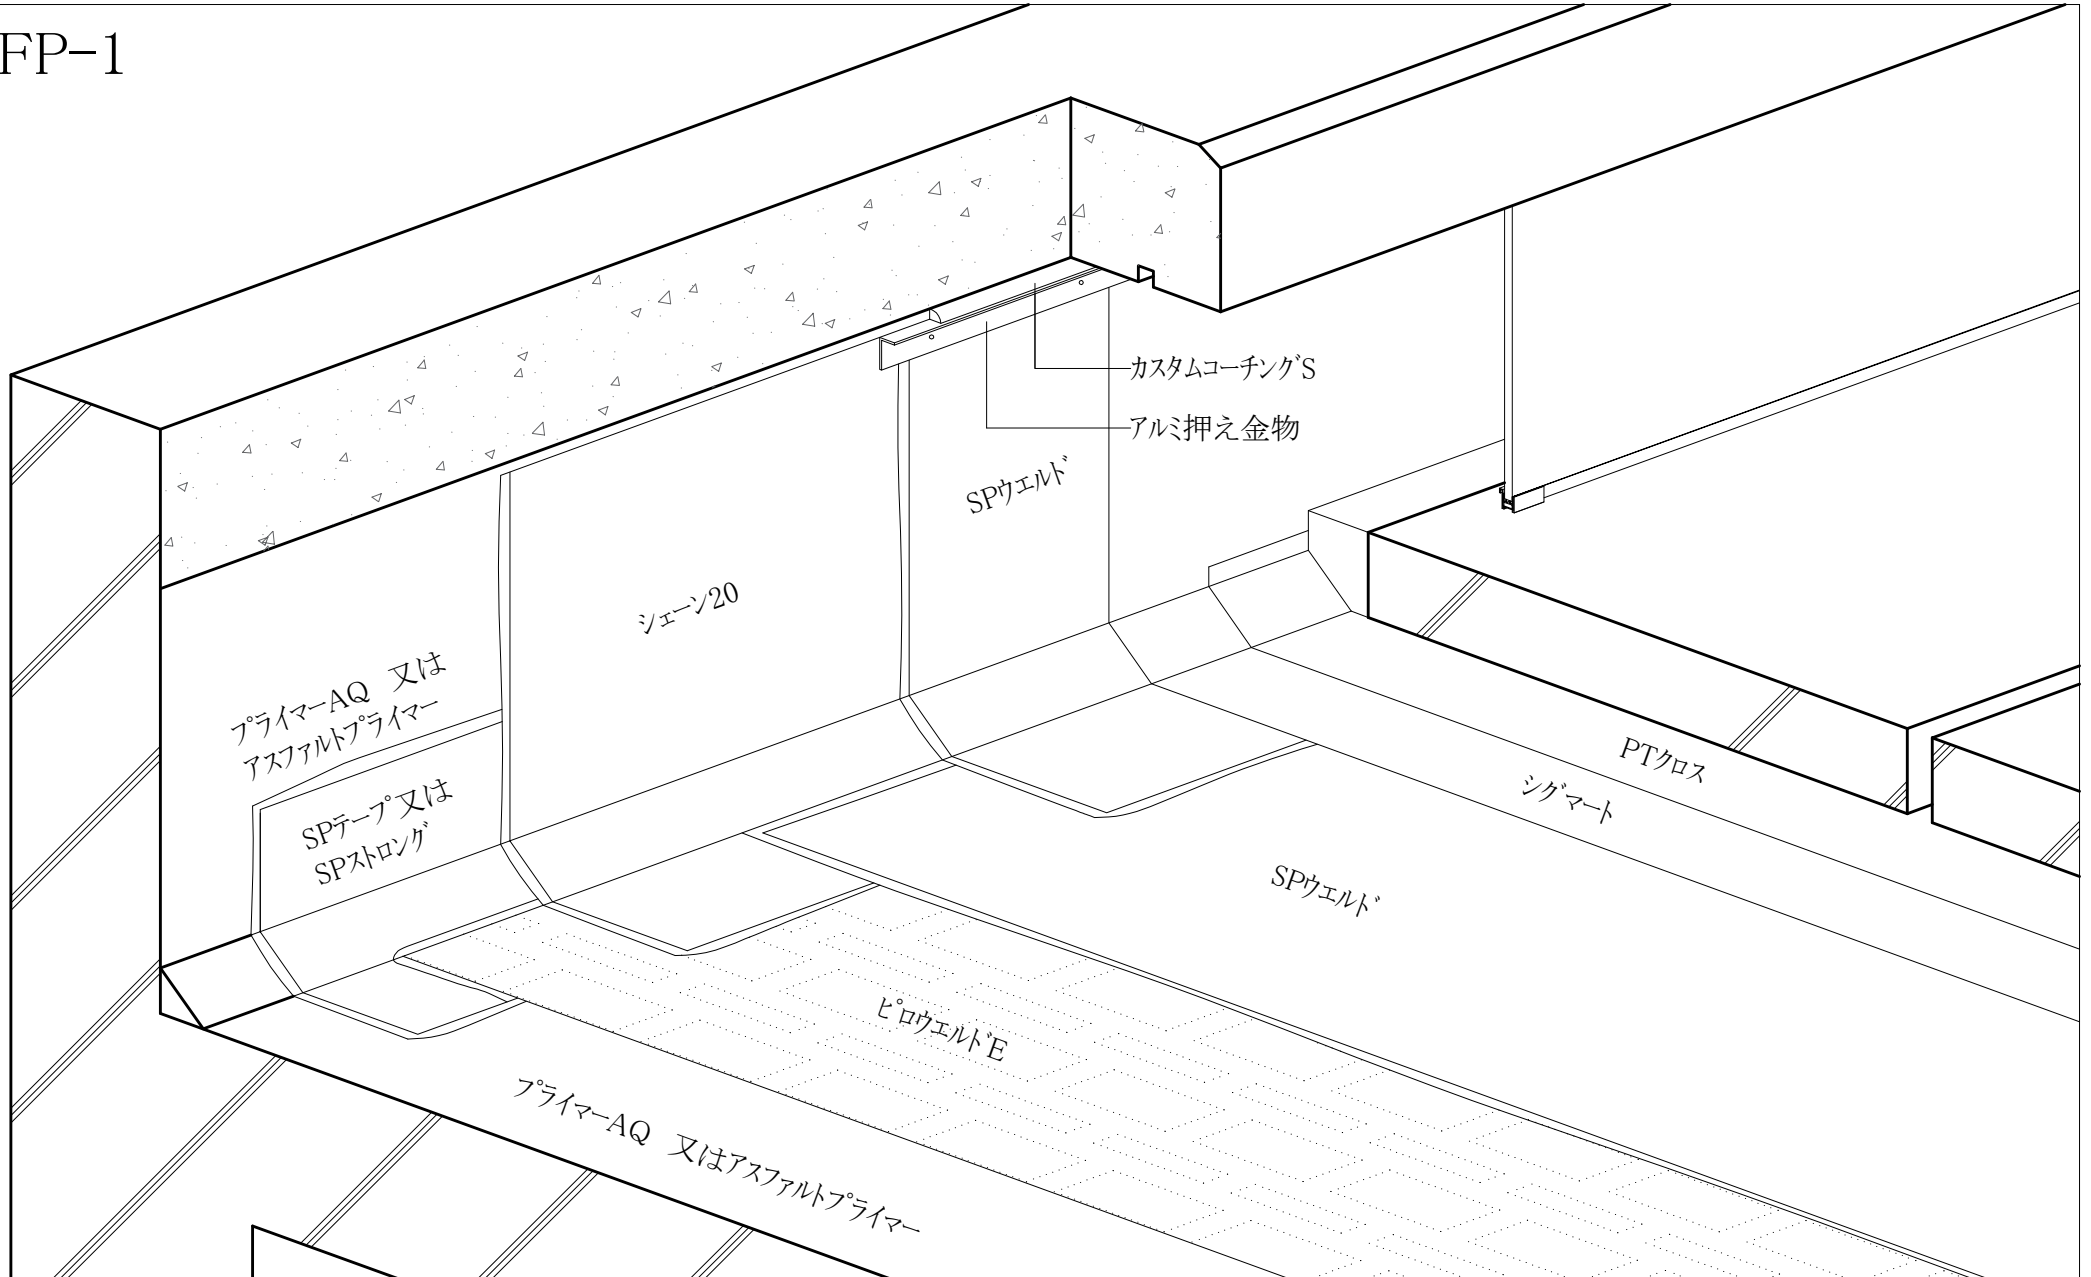 FP-1
カスタムコーチングS
アルミ押え金物
SPウェルド
シェーン20
プライマーAQ 又は
アスファルトプライマー
SPテープ又は
SPストロング
PTクロス
シグマート
SPウェルド
ピロウェルドE
プライマーAQ 又はアスファルトプライマー